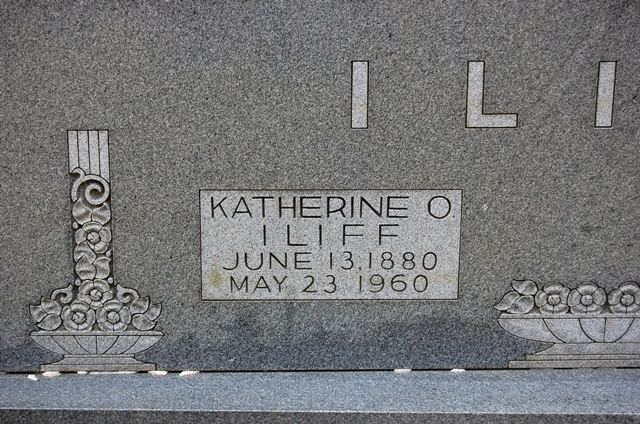 ILI
KATHERINE O.
ILIFF
JUNE 13, 1880
MAY 23 1960